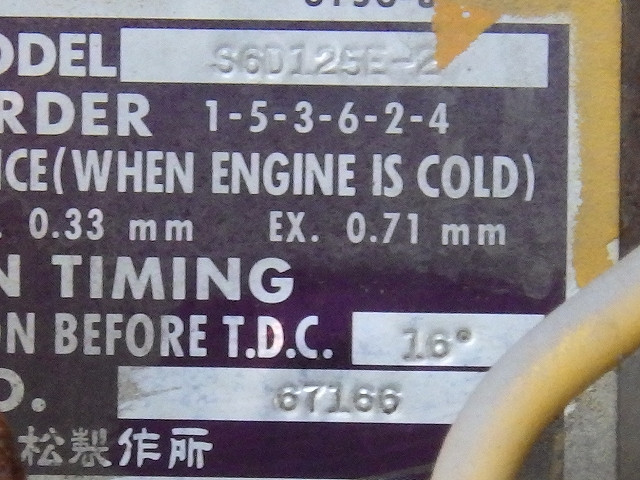 ODEL S6D125E-2
RDER 1-5-3-6-2-4
CE (WHEN ENGINE IS COLD)
. 0.33 mm EX. 0.71 mm
N TIMING
ON BEFORE T.D.C. 16°
O. 67166
松製作所